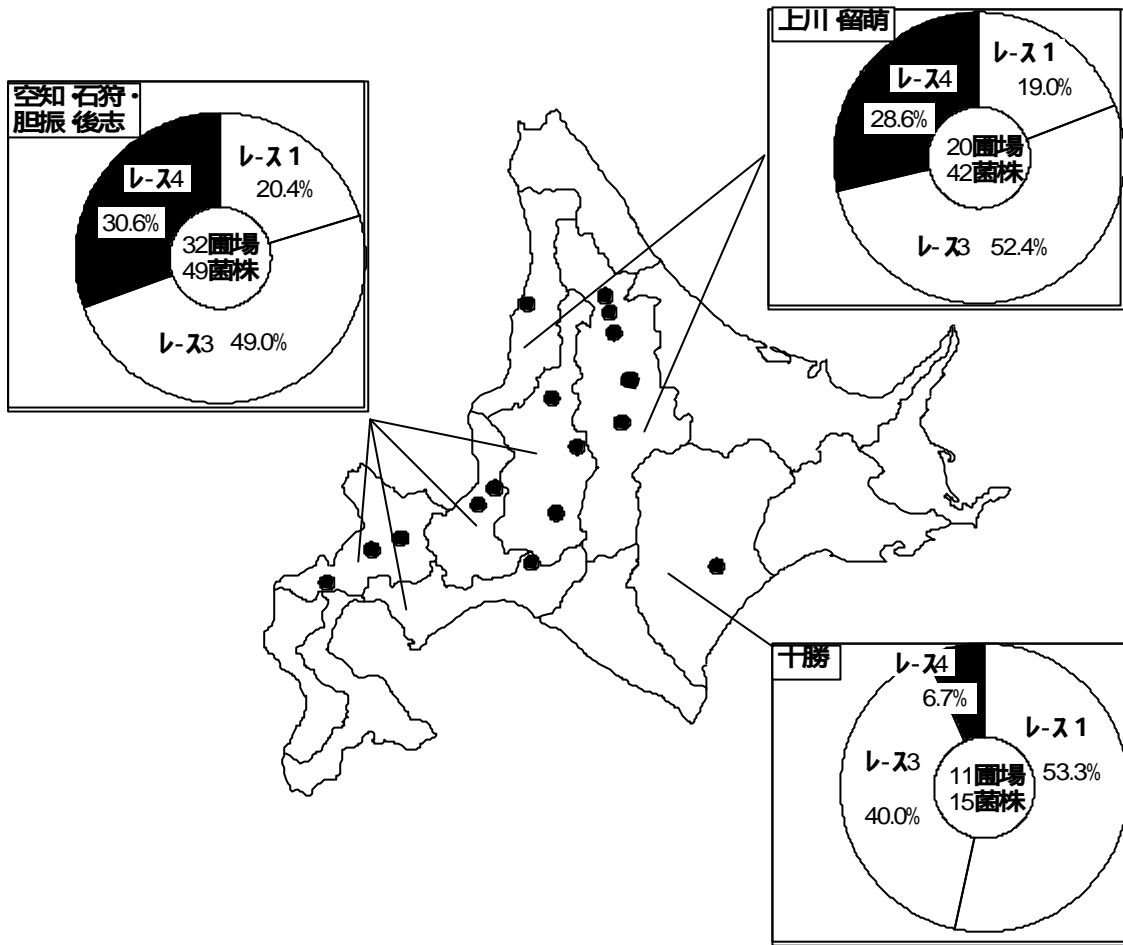 上川・留萌
レース1
19.0%
レース4
28.6%
20圃場
42菌株
レース3 52.4%
空知・石狩・
胆振・後志
レース1
20.4%
レース4
30.6%
32圃場
49菌株
レース3 49.0%
十勝
レース4
6.7%
レース1
53.3%
レース3
40.0%
11圃場
15菌株